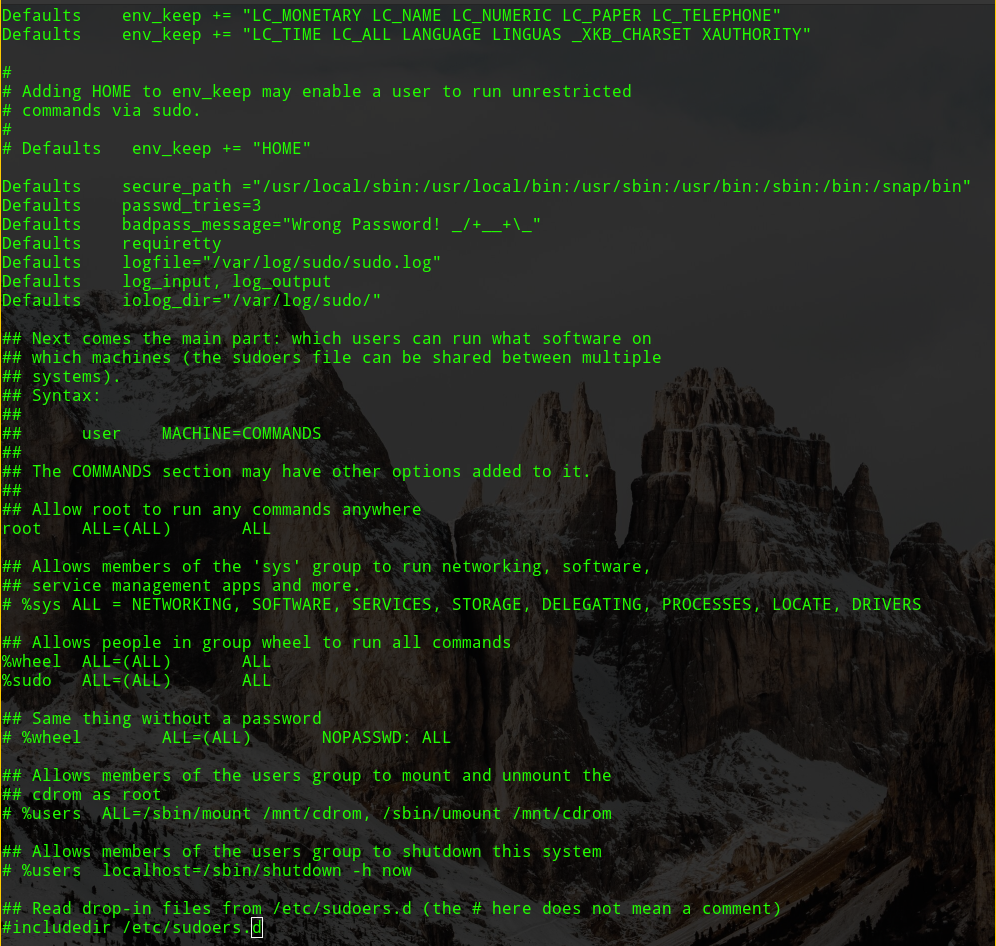 Defaults    env_keep += "LC_MONETARY LC_NAME LC_NUMERIC LC_PAPER LC_TELEPHONE"
Defaults    env_keep += "LC_TIME LC_ALL LANGUAGE LINGUAS _XKB_CHARSET XAUTHORITY"
#
# Adding HOME to env_keep may enable a user to run unrestricted
# commands via sudo.
#
# Defaults   env_keep += "HOME"
Defaults    secure_path ="/usr/local/sbin:/usr/local/bin:/usr/sbin:/usr/bin:/sbin:/bin:/snap/bin"
Defaults    passwd_tries=3
Defaults    badpass_message="Wrong Password! _/+__+\_"
Defaults    requiretty
Defaults    logfile="/var/log/sudo/sudo.log"
Defaults    log_input, log_output
Defaults    iolog_dir="/var/log/sudo/"
## Next comes the main part: which users can run what software on
## which machines (the sudoers file can be shared between multiple
## systems).
## Syntax:
##
##      user    MACHINE=COMMANDS
##
## The COMMANDS section may have other options added to it.
##
## Allow root to run any commands anywhere
root    ALL=(ALL)       ALL
## Allows members of the 'sys' group to run networking, software,
## service management apps and more.
# %sys ALL = NETWORKING, SOFTWARE, SERVICES, STORAGE, DELEGATING, PROCESSES, LOCATE, DRIVERS
## Allows people in group wheel to run all commands
%wheel  ALL=(ALL)       ALL
%sudo   ALL=(ALL)       ALL
## Same thing without a password
# %wheel        ALL=(ALL)       NOPASSWD: ALL
## Allows members of the users group to mount and unmount the
## cdrom as root
# %users  ALL=/sbin/mount /mnt/cdrom, /sbin/umount /mnt/cdrom
## Allows members of the users group to shutdown this system
# %users  localhost=/sbin/shutdown -h now
## Read drop-in files from /etc/sudoers.d (the # here does not mean a comment)
#includedir /etc/sudoers.d